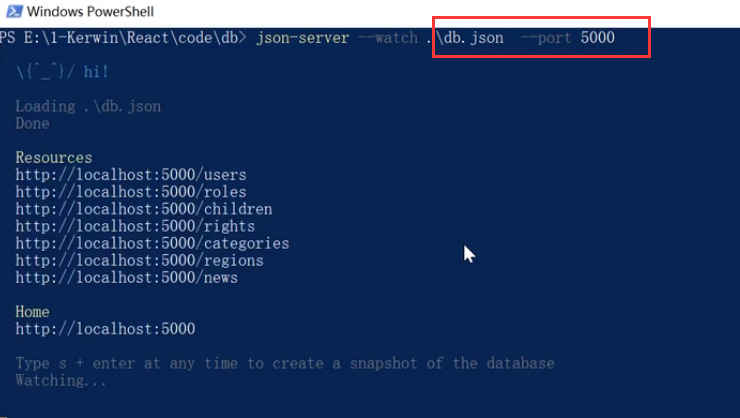 Windows PowerShell
PS E:\1-Kerwin\React\code\db> json-server --watch .\db.json --port 5000
\{^_^}/ hi!
Loading .\db.json
Done
Resources
http://localhost:5000/users
http://localhost:5000/roles
http://localhost:5000/children
http://localhost:5000/rights
http://localhost:5000/categories
http://localhost:5000/regions
http://localhost:5000/news
Home
http://localhost:5000
Type s + enter at any time to create a snapshot of the database
Watching...